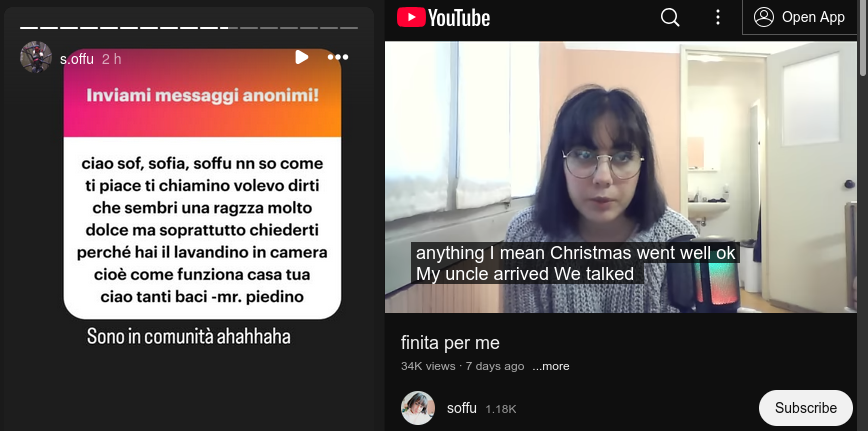 s.offu 2 h
Inviami messaggi anonimi!
ciao sof, sofia, soffu nn so come
ti piace ti chiamino volevo dirti
che sembri una ragzza molto
dolce ma soprattutto chiederti
perché hai il lavandino in camera
cioè come funziona casa tua
ciao tanti baci -mr. piedino
Sono in comunità ahahhaha
YouTube
Open App
anything I mean Christmas went well ok
My uncle arrived We talked
finita per me
34K views · 7 days ago ...more
soffu 1.18K
Subscribe